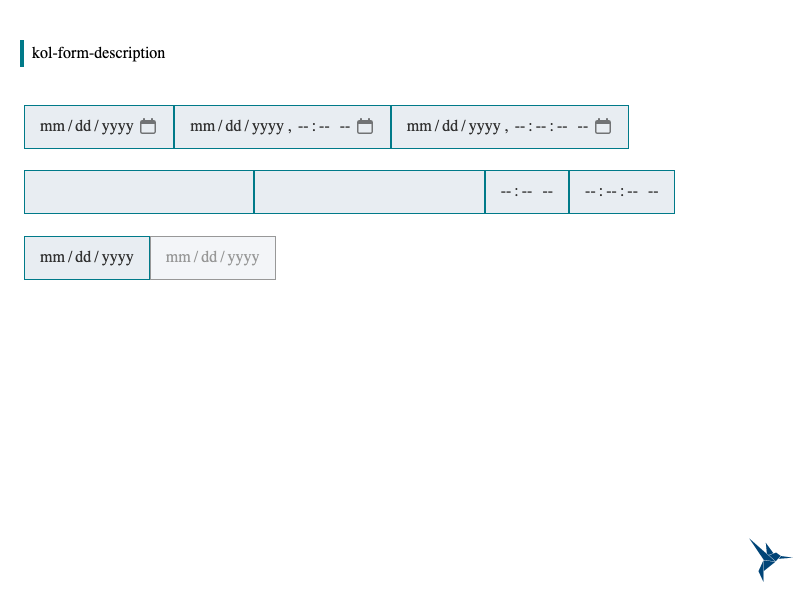 kol-form-description
mm/dd/yyyy mm/dd/yyyy, --:-- -- mm/dd/yyyy, --:--:-- --
--:-- -- --:--:-- --
mm/dd/yyyy mm/dd/yyyy